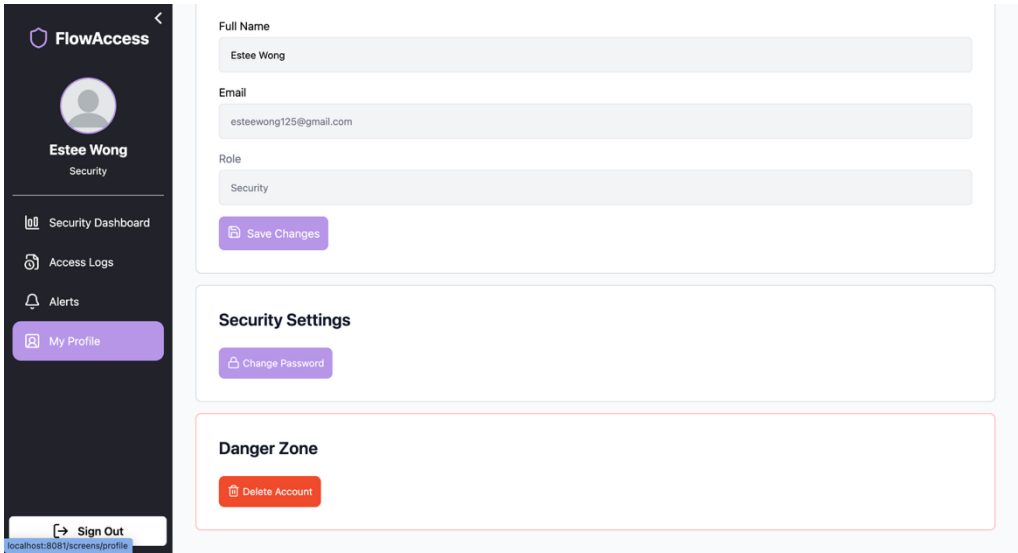 FlowAccess
Estee Wong
Security
Security Dashboard
Access Logs
Alerts
My Profile
Sign Out
localhost:8081/screens/profile
Full Name
Estee Wong
Email
esteewong125@gmail.com
Role
Security
Save Changes
Security Settings
Change Password
Danger Zone
Delete Account